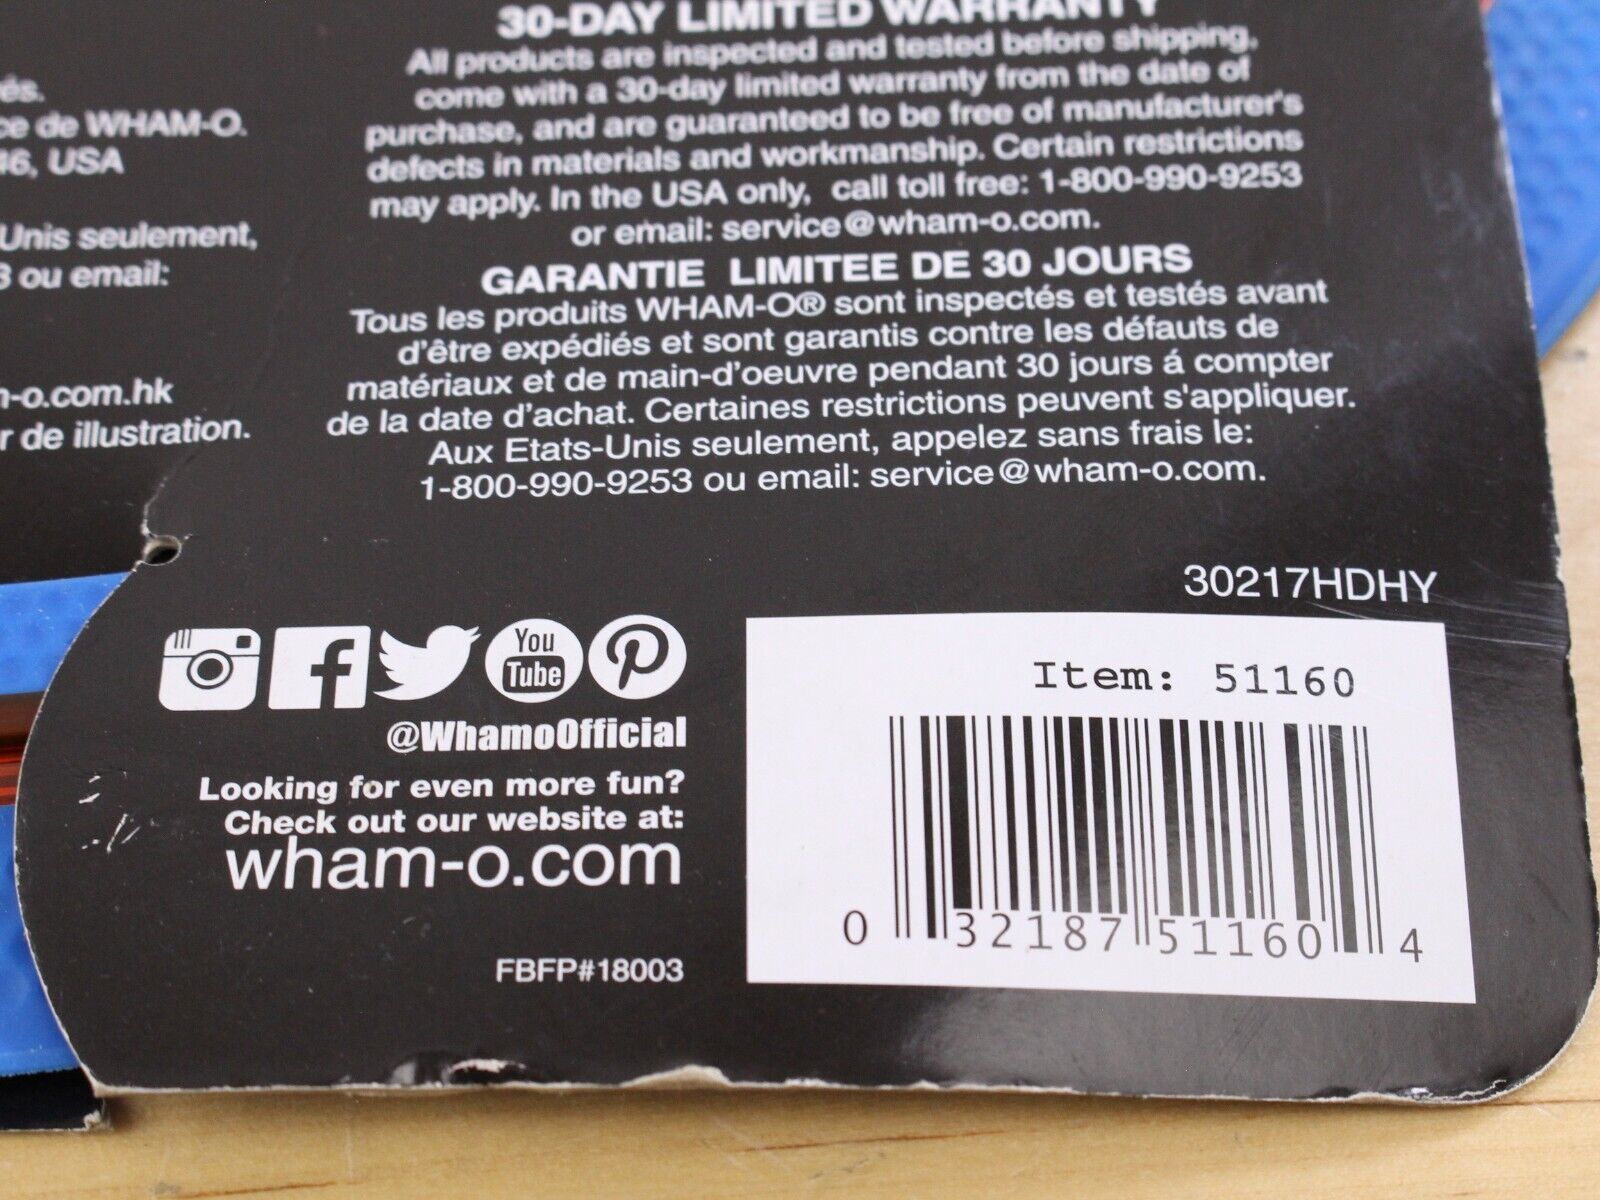 30-DAY LIMITED WARRANTY
All products are inspected and tested before shipping,
come with a 30-day limited warranty from the date of
purchase, and are guaranteed to be free of manufacturer's
defects in materials and workmanship. Certain restrictions
may apply. In the USA only, call toll free: 1-800-990-9253
or email: service@wham-o.com.
GARANTIE LIMITEE DE 30 JOURS
Tous les produits WHAM-O® sont inspectés et testés avant
d'être expédiés et sont garantis contre les défauts de
matériaux et de main-d'oeuvre pendant 30 jours á compter
de la date d'achat. Certaines restrictions peuvent s'appliquer.
Aux Etats-Unis seulement, appelez sans frais le:
1-800-990-9253 ou email: service@wham-o.com.
de WHAM-O.
USA
Unis seulement,
ou email:
-o.com.hk
de illustration.
30217HDHY
You
Tube
@WhamoOfficial
Looking for even more fun?
Check out our website at:
wham-o.com
FBFP#18003
Item: 51160
0 32187 51160 4